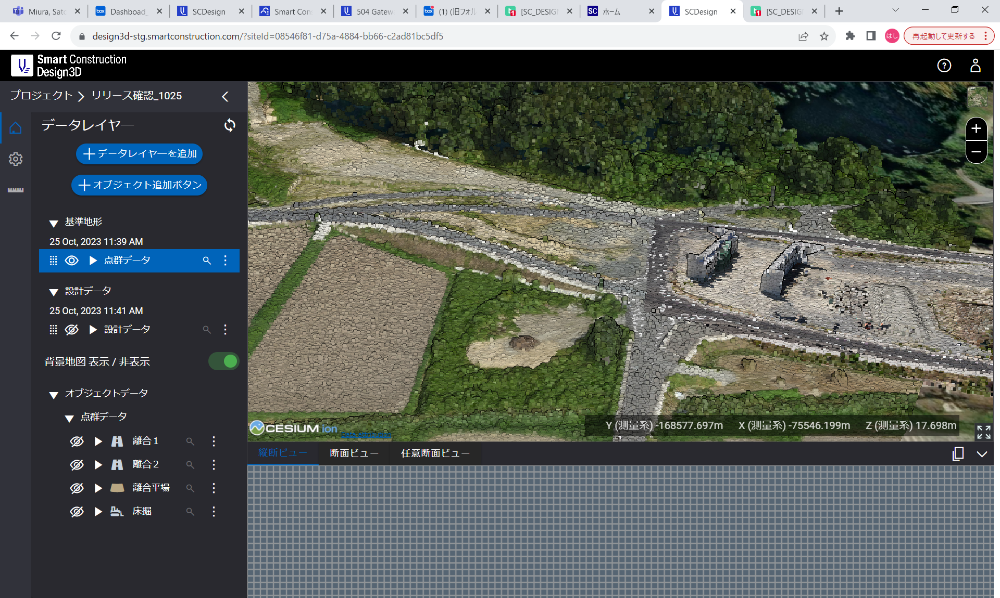 Miura, Sato
Dashboad_
SCDesign
Smart Cons
504 Gatewa
(1) (旧フォル
[SC_DESIGN
SC ホーム
SCDesign
[SC_DESIGN
design3d-stg.smartconstruction.com/?siteId=08546f81-d75a-4884-bb66-c2ad81bc5df5
はし
再起動して更新する
Smart Construction
Design3D
プロジェクト > リリース確認_1025
データレイヤー
データレイヤーを追加
オブジェクト追加ボタン
基準地形
25 Oct, 2023 11:39 AM
点群データ
設計データ
25 Oct, 2023 11:41 AM
設計データ
背景地図 表示 / 非表示
オブジェクトデータ
点群データ
離合１
離合２
離合平場
床掘
CESIUM ion
Y (測量系) -168577.697m X (測量系) -75546.199m Z (測量系) 17.698m
縦断ビュー 断面ビュー 任意断面ビュー